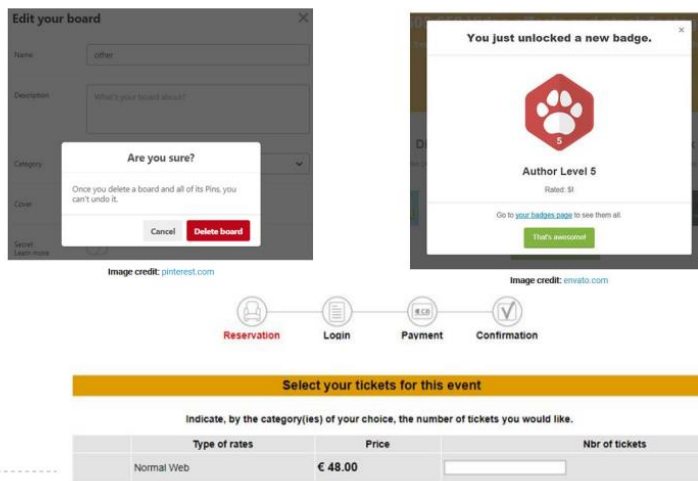 Edit your board
Name
other
Description
What's your board about?
Category
Are you sure?
Once you delete a board and all of its Pins, you
can't undo it.
Cover
Cancel
Delete board
Secret
Learn more
Image credit: pinterest.com
You just unlocked a new badge.
5
Author Level 5
Rated: 5!
Go to your badges page to see them all.
That's awesome!
Image credit: envato.com
Reservation
Login
Payment
Confirmation
Select your tickets for this event
Indicate, by the category(ies) of your choice, the number of tickets you would like.
Type of rates Price Nbr of tickets
Normal Web € 48.00